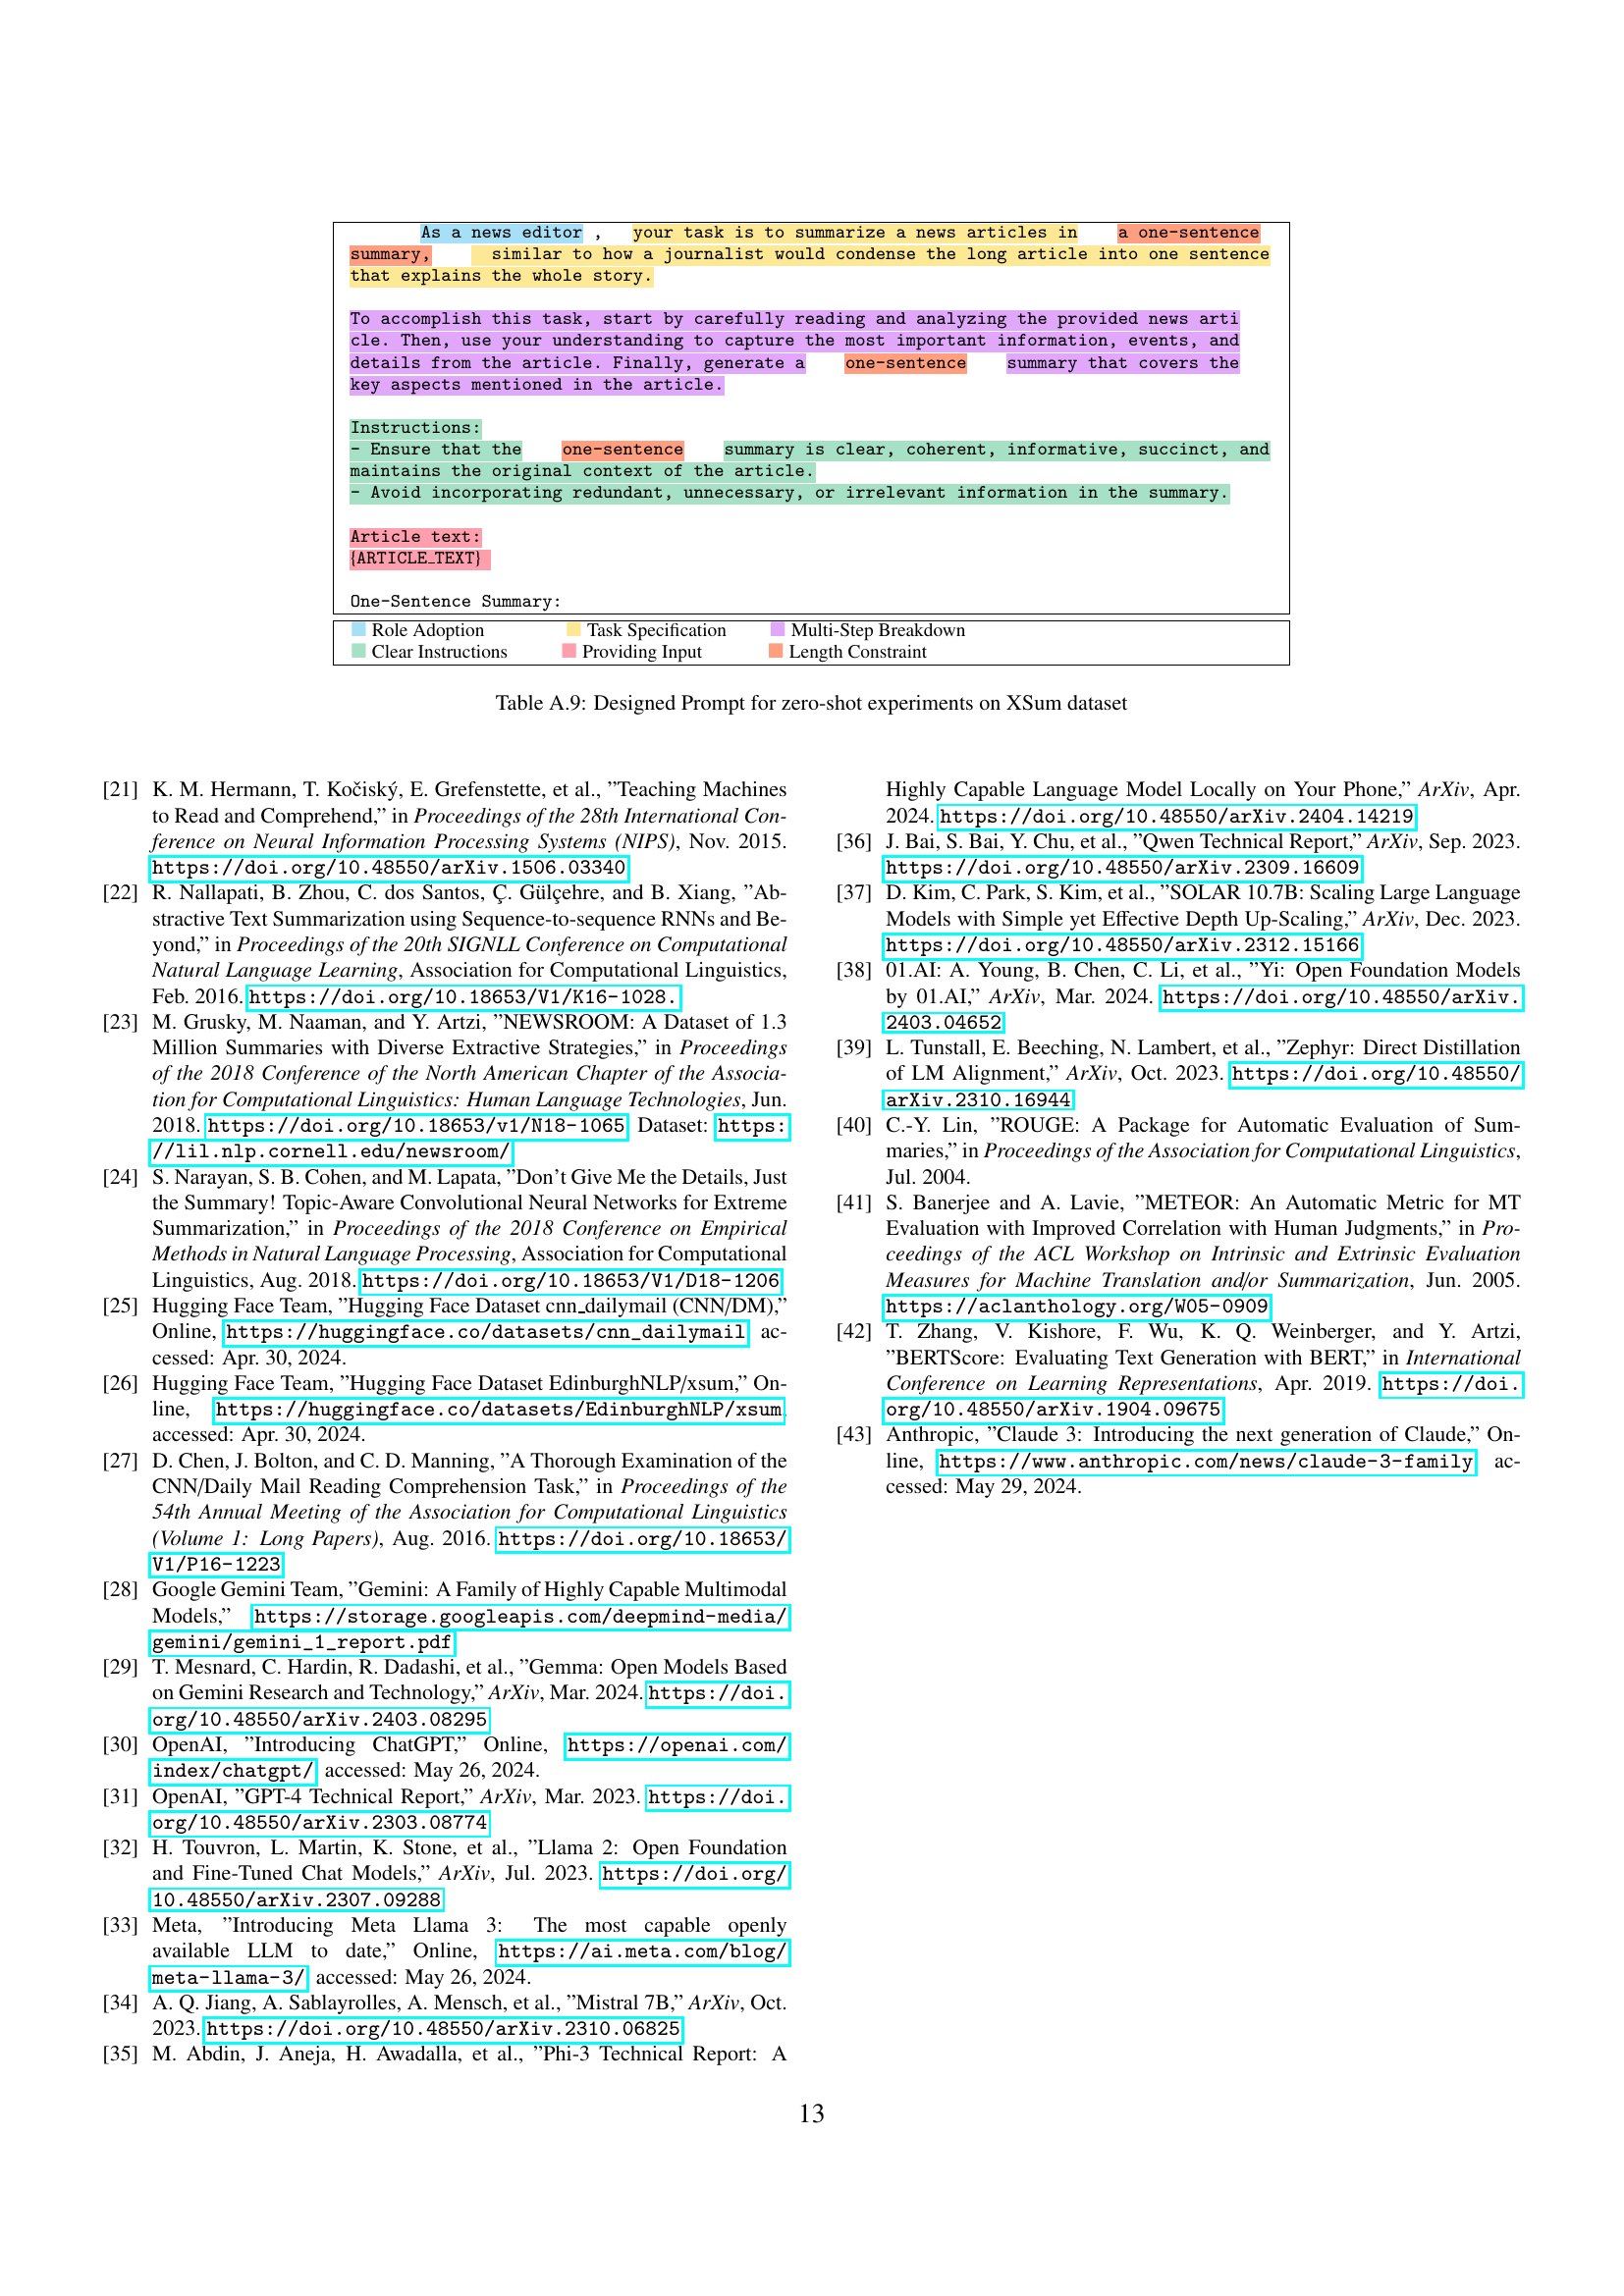 As a news editor , your task is to summarize a news articles in a one-sentence
summary, similar to how a journalist would condense the long article into one sentence
that explains the whole story.
To accomplish this task, start by carefully reading and analyzing the provided news arti
cle. Then, use your understanding to capture the most important information, events, and
details from the article. Finally, generate a one-sentence summary that covers the
key aspects mentioned in the article.
Instructions:
- Ensure that the one-sentence summary is clear, coherent, informative, succinct, and
maintains the original context of the article.
- Avoid incorporating redundant, unnecessary, or irrelevant information in the summary.
Article text:
{ARTICLE_TEXT}
One-Sentence Summary:
Role Adoption Task Specification Multi-Step Breakdown
Clear Instructions Providing Input Length Constraint
Table A.9: Designed Prompt for zero-shot experiments on XSum dataset
[21] K. M. Hermann, T. Kočiský, E. Grefenstette, et al., ”Teaching Machines
to Read and Comprehend,” in Proceedings of the 28th International Con-
ference on Neural Information Processing Systems (NIPS), Nov. 2015.
https://doi.org/10.48550/arXiv.1506.03340
[22] R. Nallapati, B. Zhou, C. dos Santos, Ç. Gülçehre, and B. Xiang, ”Ab-
stractive Text Summarization using Sequence-to-sequence RNNs and Be-
yond,” in Proceedings of the 20th SIGNLL Conference on Computational
Natural Language Learning, Association for Computational Linguistics,
Feb. 2016. https://doi.org/10.18653/V1/K16-1028.
[23] M. Grusky, M. Naaman, and Y. Artzi, ”NEWSROOM: A Dataset of 1.3
Million Summaries with Diverse Extractive Strategies,” in Proceedings
of the 2018 Conference of the North American Chapter of the Associa-
tion for Computational Linguistics: Human Language Technologies, Jun.
2018. https://doi.org/10.18653/v1/N18-1065 Dataset: https:
//lil.nlp.cornell.edu/newsroom/
[24] S. Narayan, S. B. Cohen, and M. Lapata, ”Don’t Give Me the Details, Just
the Summary! Topic-Aware Convolutional Neural Networks for Extreme
Summarization,” in Proceedings of the 2018 Conference on Empirical
Methods in Natural Language Processing, Association for Computational
Linguistics, Aug. 2018. https://doi.org/10.18653/V1/D18-1206
[25] Hugging Face Team, ”Hugging Face Dataset cnn_dailymail (CNN/DM),”
Online, https://huggingface.co/datasets/cnn_dailymail ac-
cessed: Apr. 30, 2024.
[26] Hugging Face Team, ”Hugging Face Dataset EdinburghNLP/xsum,” On-
line, https://huggingface.co/datasets/EdinburghNLP/xsum
accessed: Apr. 30, 2024.
[27] D. Chen, J. Bolton, and C. D. Manning, ”A Thorough Examination of the
CNN/Daily Mail Reading Comprehension Task,” in Proceedings of the
54th Annual Meeting of the Association for Computational Linguistics
(Volume 1: Long Papers), Aug. 2016. https://doi.org/10.18653/
V1/P16-1223
[28] Google Gemini Team, ”Gemini: A Family of Highly Capable Multimodal
Models,” https://storage.googleapis.com/deepmind-media/
gemini/gemini_1_report.pdf
[29] T. Mesnard, C. Hardin, R. Dadashi, et al., ”Gemma: Open Models Based
on Gemini Research and Technology,” ArXiv, Mar. 2024. https://doi.
org/10.48550/arXiv.2403.08295
[30] OpenAI, ”Introducing ChatGPT,” Online, https://openai.com/
index/chatgpt/ accessed: May 26, 2024.
[31] OpenAI, ”GPT-4 Technical Report,” ArXiv, Mar. 2023. https://doi.
org/10.48550/arXiv.2303.08774
[32] H. Touvron, L. Martin, K. Stone, et al., ”Llama 2: Open Foundation
and Fine-Tuned Chat Models,” ArXiv, Jul. 2023. https://doi.org/
10.48550/arXiv.2307.09288
[33] Meta, ”Introducing Meta Llama 3: The most capable openly
available LLM to date,” Online, https://ai.meta.com/blog/
meta-llama-3/ accessed: May 26, 2024.
[34] A. Q. Jiang, A. Sablayrolles, A. Mensch, et al., ”Mistral 7B,” ArXiv, Oct.
2023. https://doi.org/10.48550/arXiv.2310.06825
[35] M. Abdin, J. Aneja, H. Awadalla, et al., ”Phi-3 Technical Report: A
Highly Capable Language Model Locally on Your Phone,” ArXiv, Apr.
2024. https://doi.org/10.48550/arXiv.2404.14219
[36] J. Bai, S. Bai, Y. Chu, et al., ”Qwen Technical Report,” ArXiv, Sep. 2023.
https://doi.org/10.48550/arXiv.2309.16609
[37] D. Kim, C. Park, S. Kim, et al., ”SOLAR 10.7B: Scaling Large Language
Models with Simple yet Effective Depth Up-Scaling,” ArXiv, Dec. 2023.
https://doi.org/10.48550/arXiv.2312.15166
[38] 01.AI: A. Young, B. Chen, C. Li, et al., ”Yi: Open Foundation Models
by 01.AI,” ArXiv, Mar. 2024. https://doi.org/10.48550/arXiv.
2403.04652
[39] L. Tunstall, E. Beeching, N. Lambert, et al., ”Zephyr: Direct Distillation
of LM Alignment,” ArXiv, Oct. 2023. https://doi.org/10.48550/
arXiv.2310.16944
[40] C.-Y. Lin, ”ROUGE: A Package for Automatic Evaluation of Sum-
maries,” in Proceedings of the Association for Computational Linguistics,
Jul. 2004.
[41] S. Banerjee and A. Lavie, ”METEOR: An Automatic Metric for MT
Evaluation with Improved Correlation with Human Judgments,” in Pro-
ceedings of the ACL Workshop on Intrinsic and Extrinsic Evaluation
Measures for Machine Translation and/or Summarization, Jun. 2005.
https://aclanthology.org/W05-0909
[42] T. Zhang, V. Kishore, F. Wu, K. Q. Weinberger, and Y. Artzi,
”BERTScore: Evaluating Text Generation with BERT,” in International
Conference on Learning Representations, Apr. 2019. https://doi.
org/10.48550/arXiv.1904.09675
[43] Anthropic, ”Claude 3: Introducing the next generation of Claude,” On-
line, https://www.anthropic.com/news/claude-3-family ac-
cessed: May 29, 2024.
13